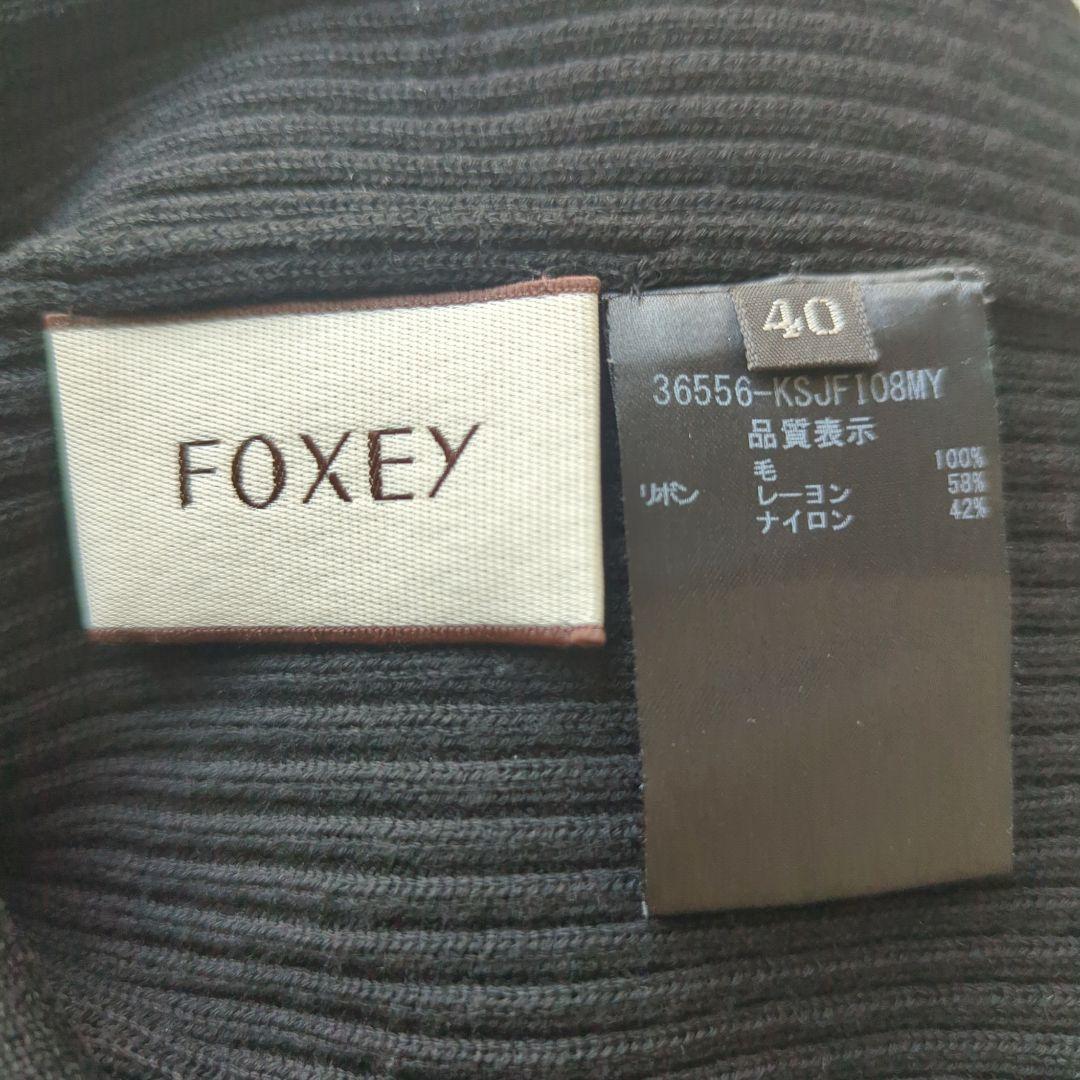 FOXEY
40
36556-KSJFI08MY
品質表示
毛 100%
リボン レーヨン 58%
ナイロン 42%